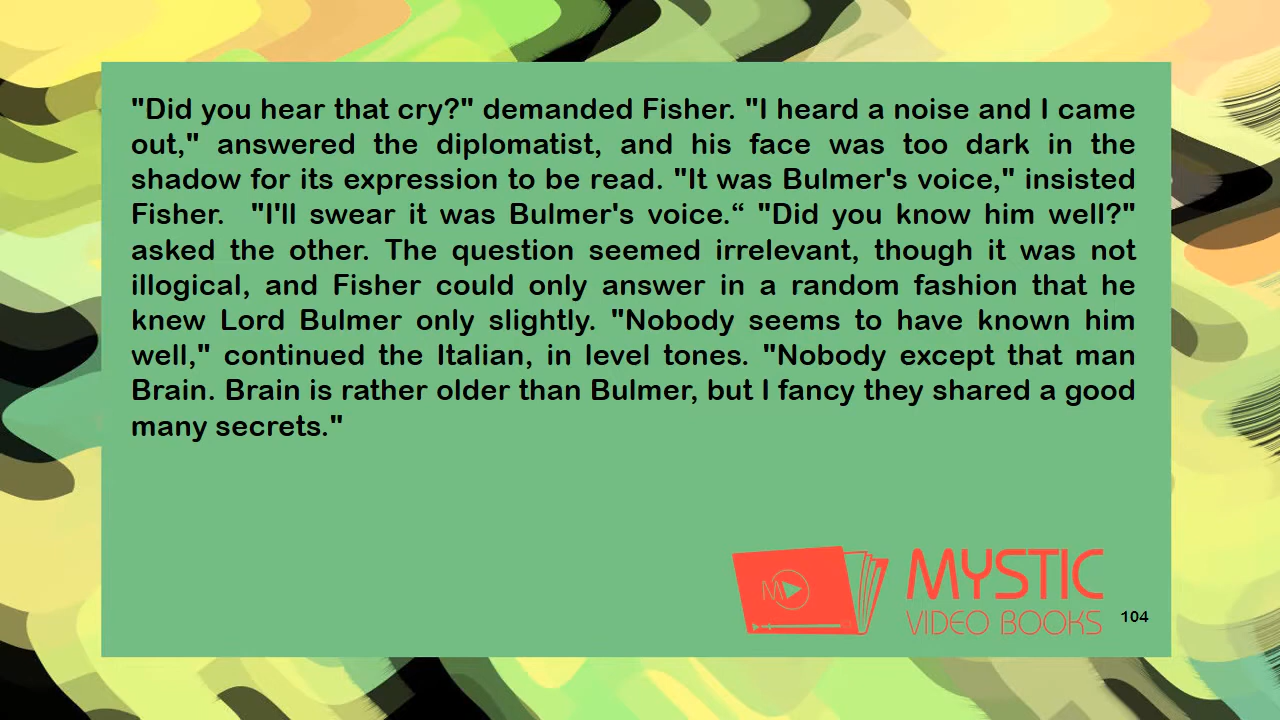 "Did you hear that cry?" demanded Fisher. "I heard a noise and I came
out," answered the diplomatist, and his face was too dark in the
shadow for its expression to be read. "It was Bulmer's voice," insisted
Fisher.  "I'll swear it was Bulmer's voice.“ "Did you know him well?"
asked the other. The question seemed irrelevant, though it was not
illogical, and Fisher could only answer in a random fashion that he
knew Lord Bulmer only slightly. "Nobody seems to have known him
well," continued the Italian, in level tones. "Nobody except that man
Brain. Brain is rather older than Bulmer, but I fancy they shared a good
many secrets."
M
MYSTIC
VIDEO BOOKS
104